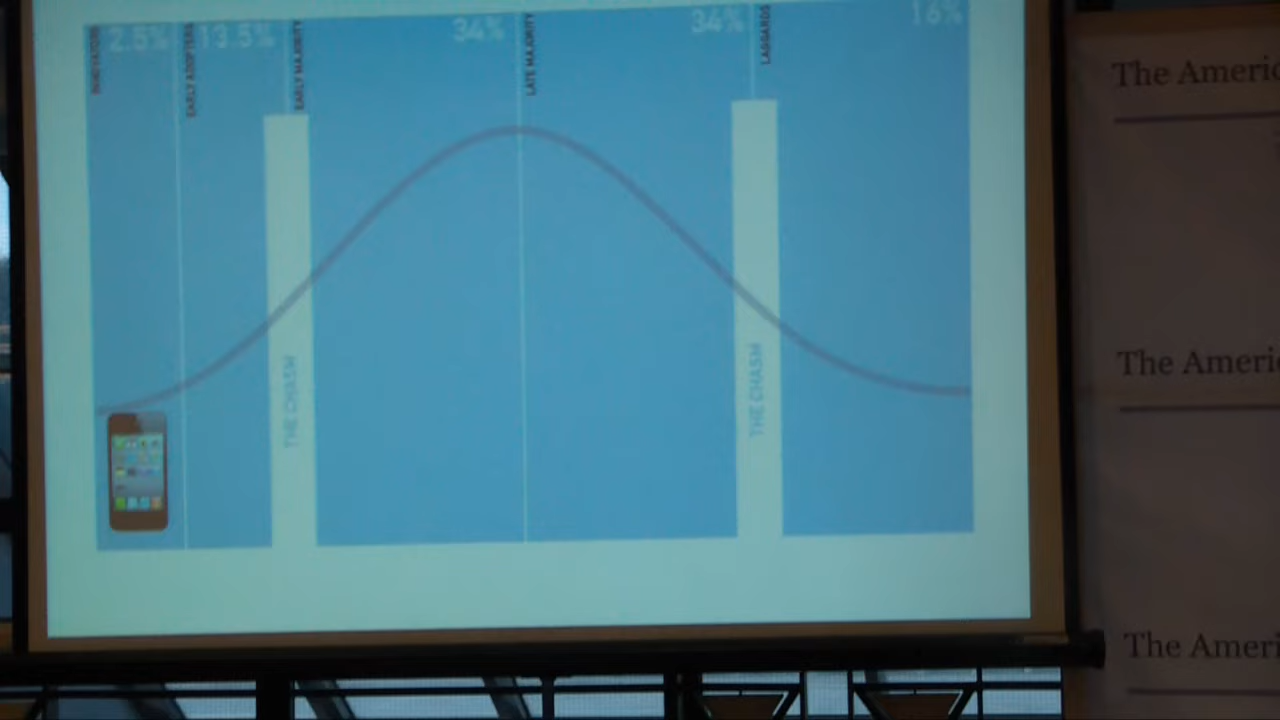 INNOVATORS
2.5%
EARLY ADOPTERS
13.5%
EARLY MAJORITY
34%
LATE MAJORITY
34%
LAGGARDS
16%
THE CHASM
THE CHASM
The Americ
The Americ
The Ameri